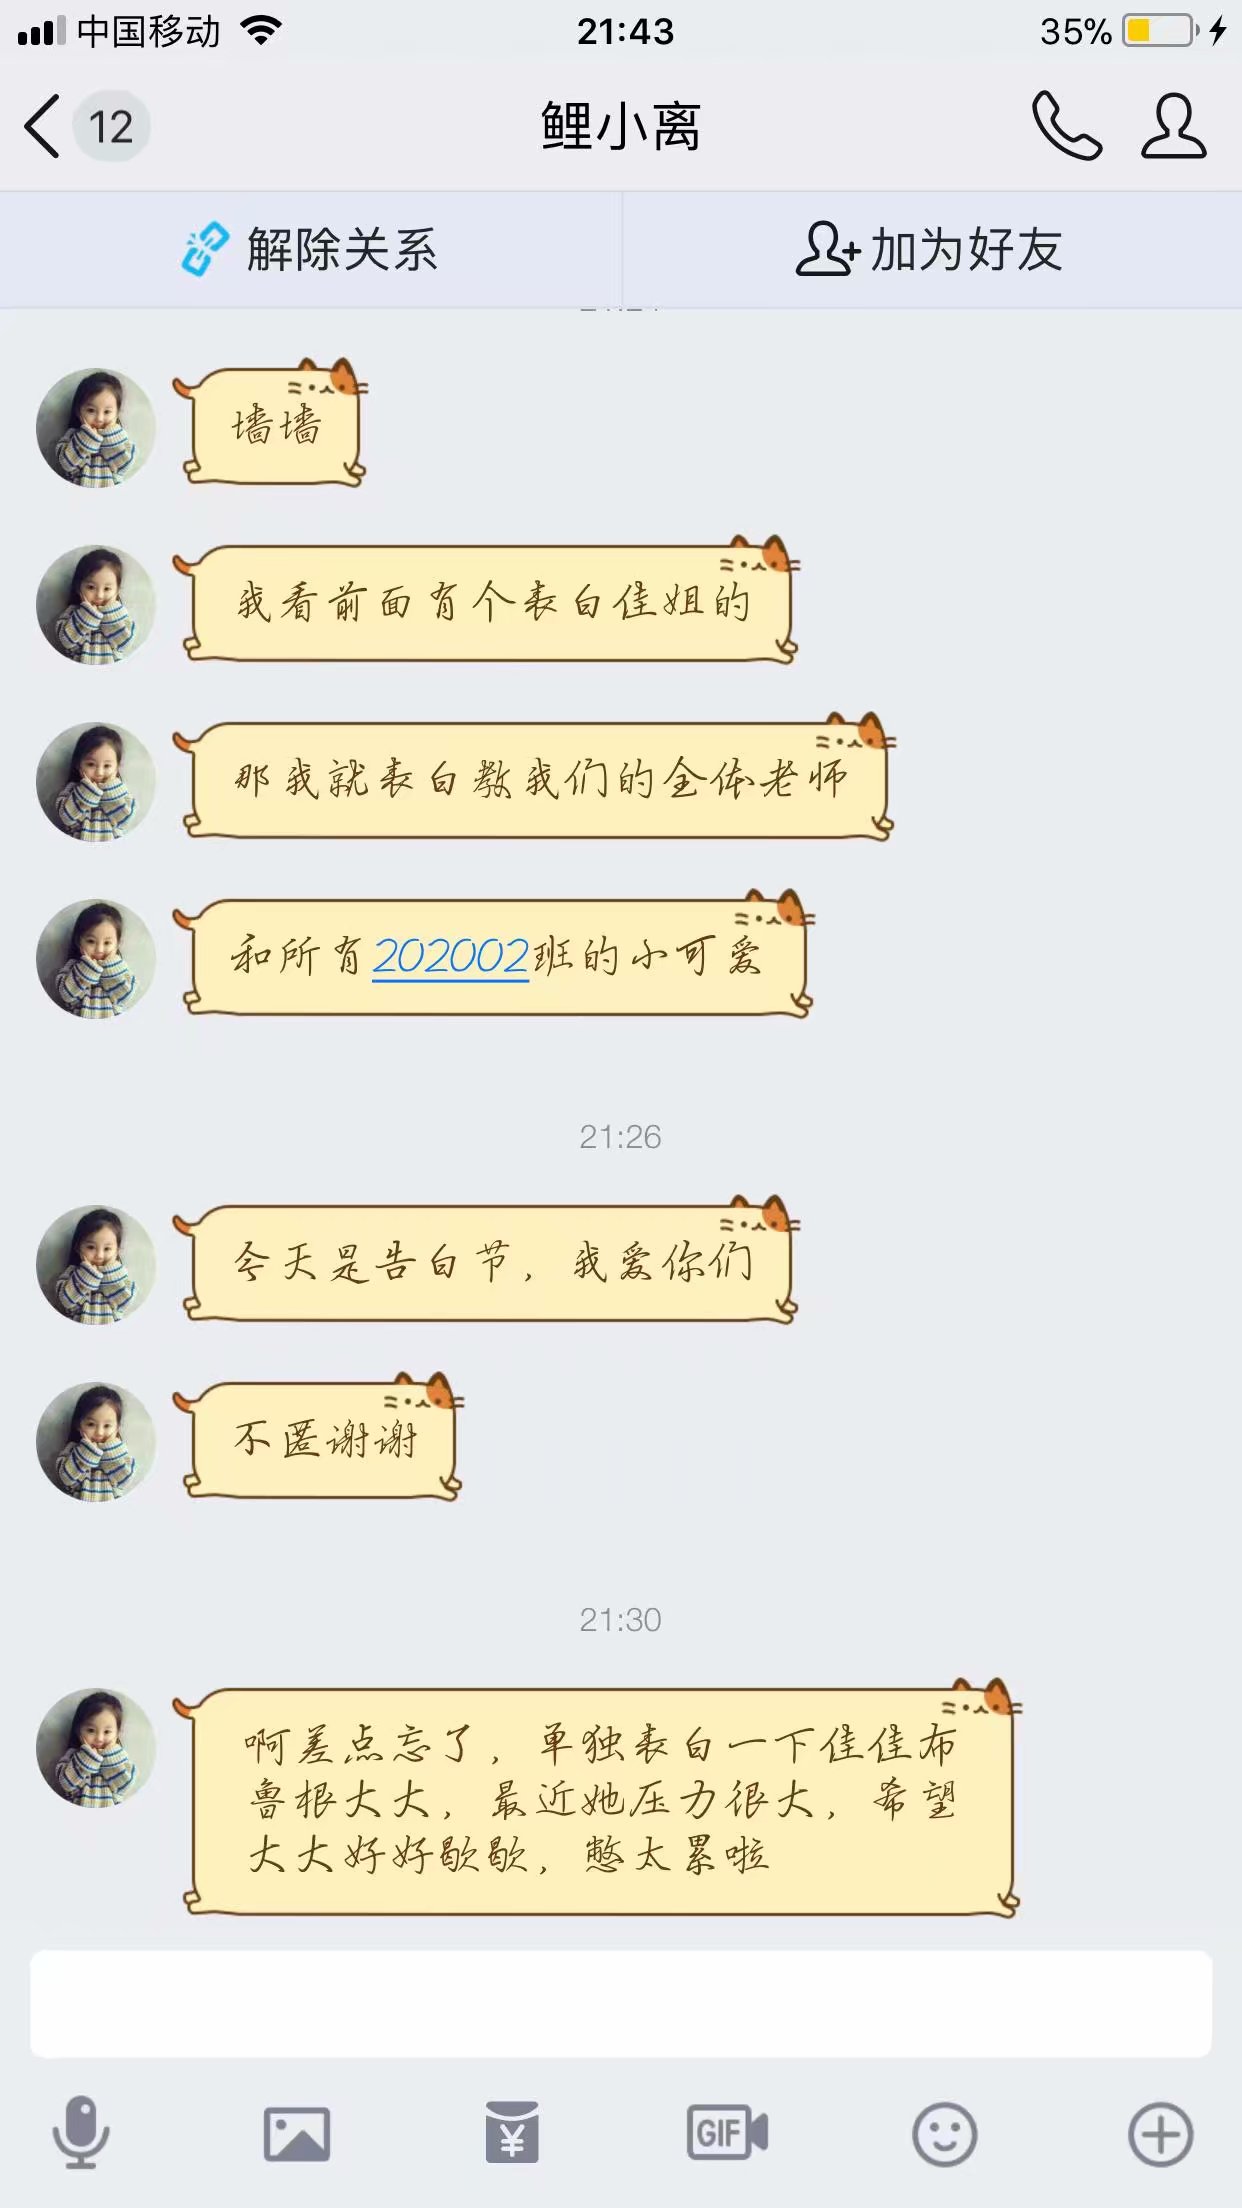 中国移动
21:43
35%
12
鲤小离
解除关系
加为好友
墙墙
我看前面有个表白佳姐的
那我就表白教我们的全体老师
和所有202002班的小可爱
21:26
今天是告白节，我爱你们
不匿谢谢
21:30
啊差点忘了，单独表白一下佳佳布
鲁根大大，最近她压力很大，希望
大大好好歇歇，憋太累啦
¥
GIF